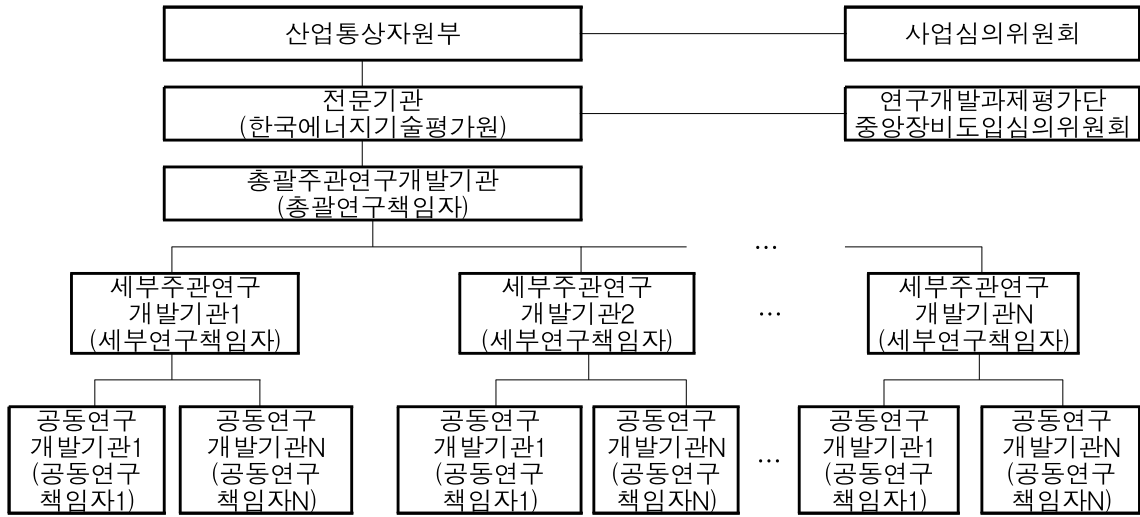 산업통상자원부
사업심의위원회
전문기관
(한국에너지기술평가원)
연구개발과제평가단
중앙장비도입심의위원회
총괄주관연구개발기관
(총괄연구책임자)
...
세부주관연구
개발기관1
(세부연구책임자)
세부주관연구
개발기관2
(세부연구책임자)
...
세부주관연구
개발기관N
(세부연구책임자)
공동연구
개발기관1
(공동연구
책임자1)
공동연구
개발기관N
(공동연구
책임자N)
공동연구
개발기관1
(공동연구
책임자1)
공동연구
개발기관N
(공동연구
책임자N)
...
공동연구
개발기관1
(공동연구
책임자1)
공동연구
개발기관N
(공동연구
책임자N)